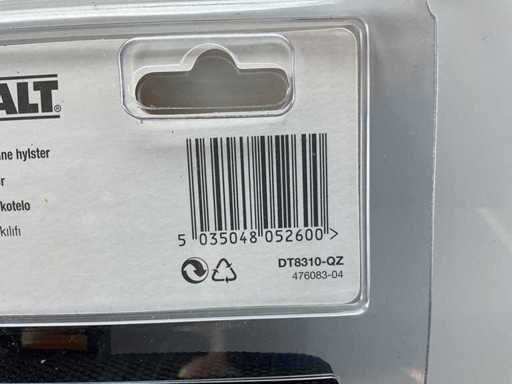 ALT®
ne hylster
r
kotelo
kılıfı
5 035048 052600 >
DT8310-QZ
476083-04